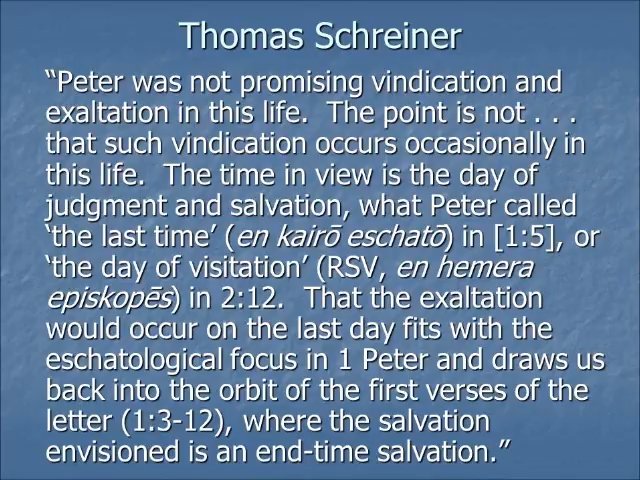 Thomas Schreiner
“Peter was not promising vindication and
exaltation in this life.  The point is not . . .
that such vindication occurs occasionally in
this life.  The time in view is the day of
judgment and salvation, what Peter called
‘the last time’ (en kairō eschatō) in [1:5], or
‘the day of visitation’ (RSV, en hemera
episkopēs) in 2:12.  That the exaltation
would occur on the last day fits with the
eschatological focus in 1 Peter and draws us
back into the orbit of the first verses of the
letter (1:3-12), where the salvation
envisioned is an end-time salvation.”